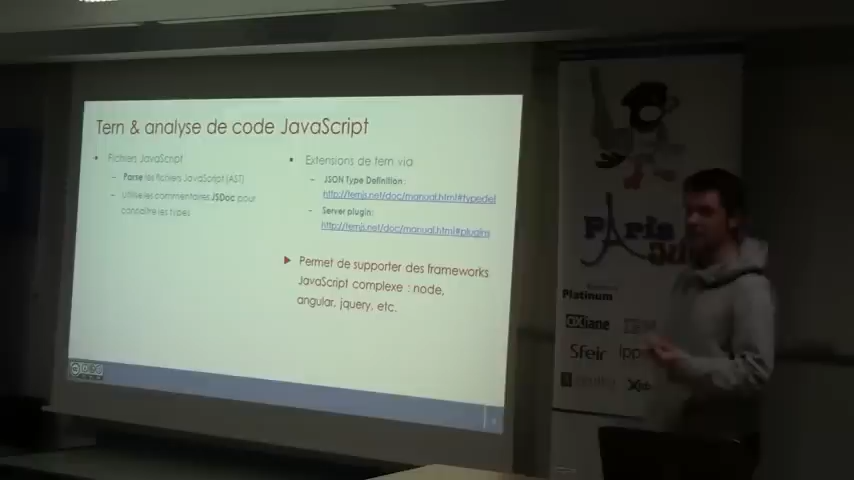 Tern & analyse de code JavaScript
• Fichiers JavaScript
– Parse les fichiers JavaScript (AST)
– utilise les commentaires JSDoc pour
connaître les types
• Extensions de tern via
– JSON Type Definition :
http://ternjs.net/doc/manual.html#typedef
– Server plugin:
http://ternjs.net/doc/manual.html#plugins
Permet de supporter des frameworks
JavaScript complexe : node,
angular, jquery, etc.
Paris
Platinum
oxiane
Sfeir
ipp